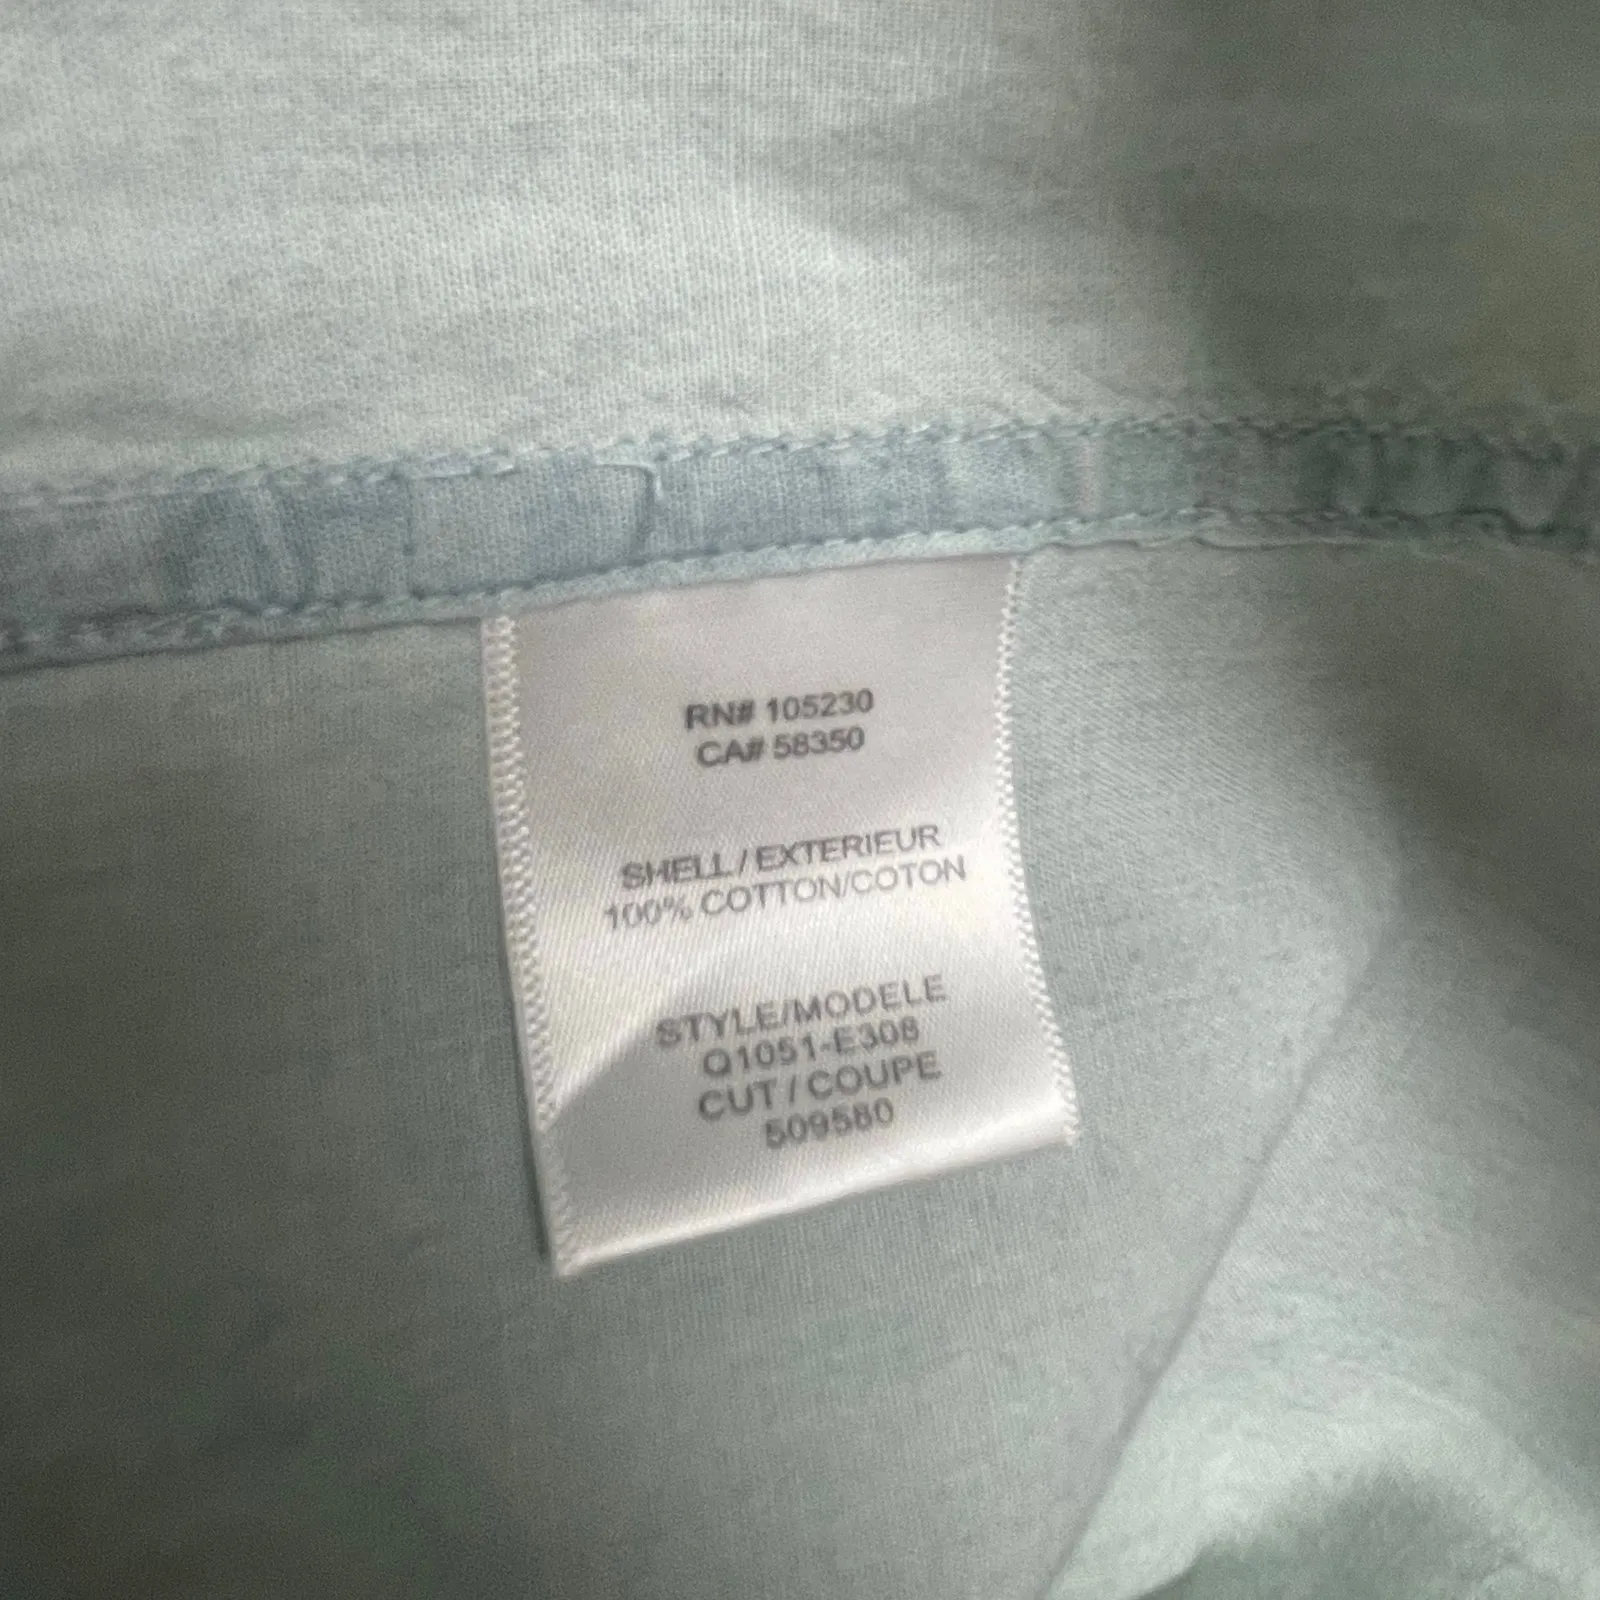 RN# 105230
CA# 58350
SHELL / EXTERIEUR
100% COTTON/COTON
STYLE/MODELE
Q1051-E308
CUT / COUPE
509580